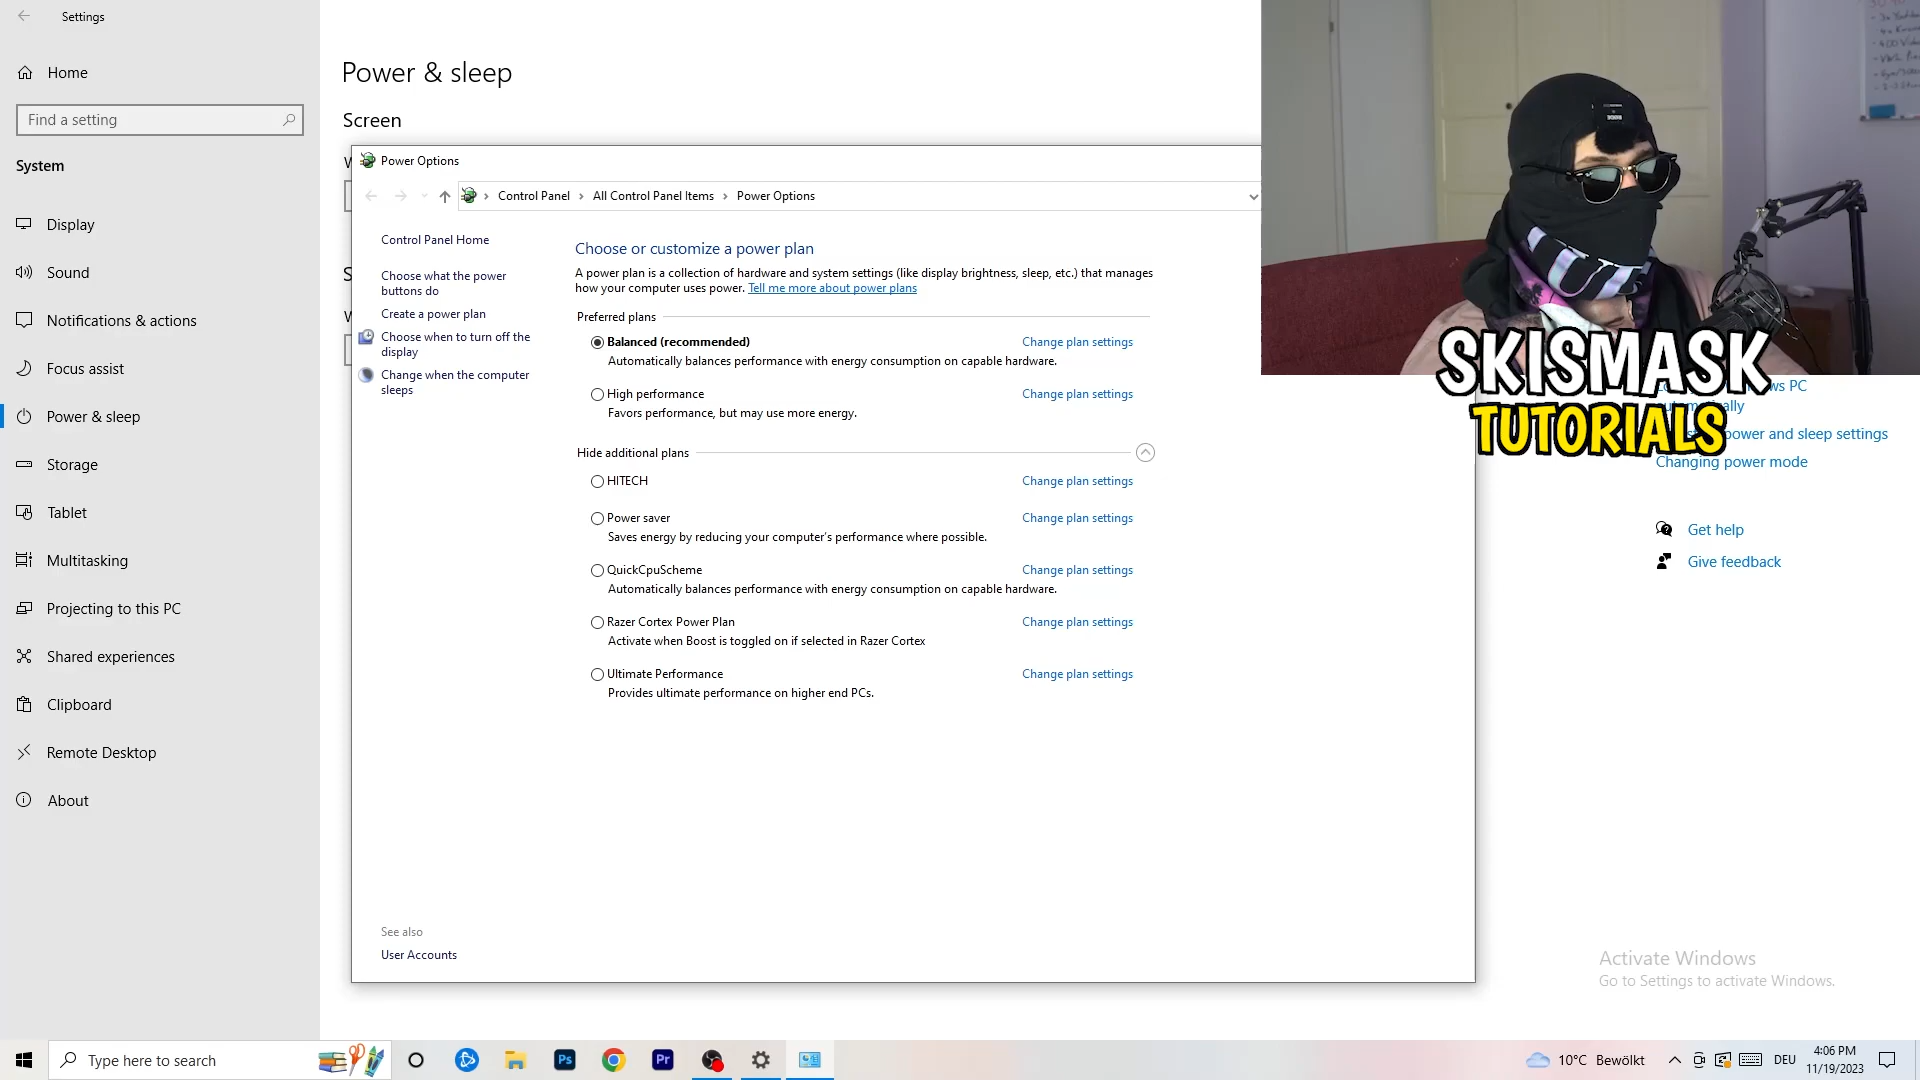 Settings
Home
Find a setting
System
Display
Sound
Notifications & actions
Focus assist
Power & sleep
Storage
Tablet
Multitasking
Projecting to this PC
Shared experiences
Clipboard
Remote Desktop
About
Power & sleep
Screen
Power Options
Control Panel
All Control Panel Items
Power Options
Control Panel Home
Choose what the power
buttons do
Create a power plan
Choose when to turn off the
display
Change when the computer
sleeps
See also
User Accounts
Choose or customize a power plan
A power plan is a collection of hardware and system settings (like display brightness, sleep, etc.) that manages
how your computer uses power. Tell me more about power plans
Preferred plans
Balanced (recommended) Change plan settings
Automatically balances performance with energy consumption on capable hardware.
High performance Change plan settings
Favors performance, but may use more energy.
Hide additional plans
HITECH Change plan settings
Power saver Change plan settings
Saves energy by reducing your computer's performance where possible.
QuickCpuScheme Change plan settings
Automatically balances performance with energy consumption on capable hardware.
Razer Cortex Power Plan Change plan settings
Activate when Boost is toggled on if selected in Razer Cortex
Ultimate Performance Change plan settings
Provides ultimate performance on higher end PCs.
SKISMASK
TUTORIALS
PC
power and sleep settings
Changing power mode
Get help
Give feedback
Activate Windows
Go to Settings to activate Windows.
Type here to search
Ps
Pr
10°C Bewölkt
DEU
4:06 PM
11/19/2023